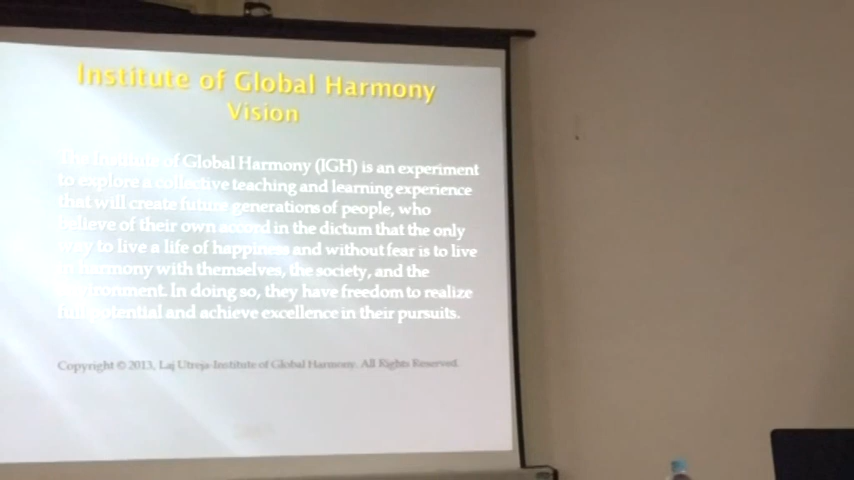 Institute of Global Harmony
Vision
The Institute of Global Harmony (IGH) is an experiment
to explore a collective teaching and learning experience
that will create future generations of people, who
believe of their own accord in the dictum that the only
way to live a life of happiness and without fear is to live
in harmony with themselves, the society, and the
environment. In doing so, they have freedom to realize
full potential and achieve excellence in their pursuits.
Copyright © 2013, Laj Utreja-Institute of Global Harmony. All Rights Reserved.